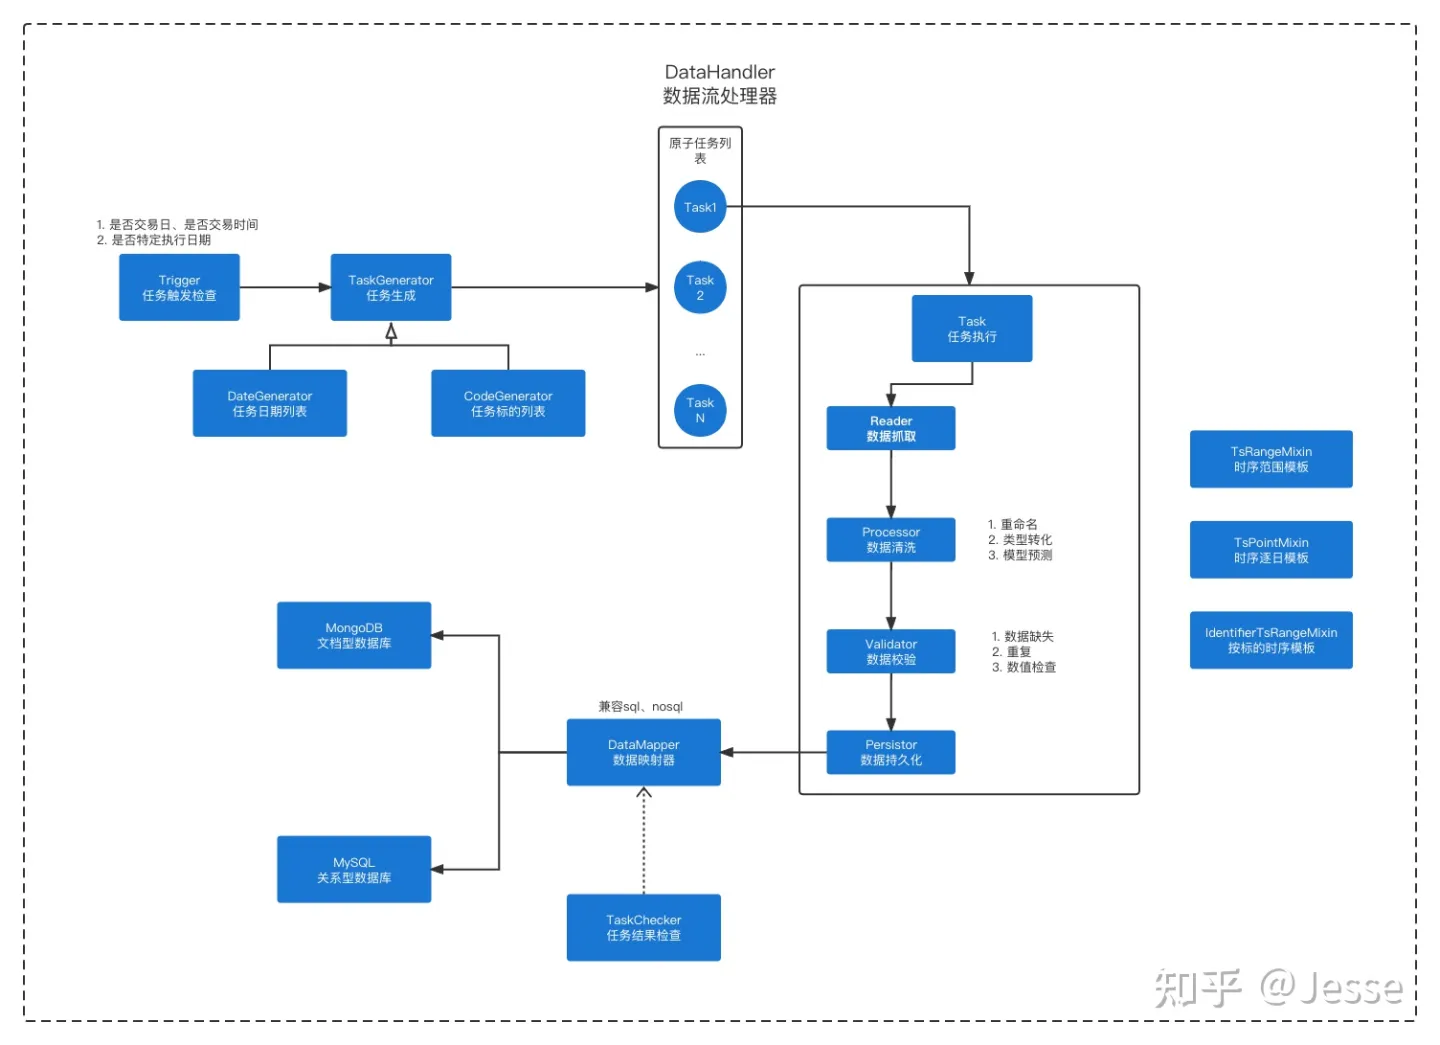 DataHandler
数据流处理器
原子任务列
表
Task1
Task
2
...
Task
N
1. 是否交易日、是否交易时间
2. 是否特定执行日期
Trigger
任务触发检查
TaskGenerator
任务生成
DateGenerator
任务日期列表
CodeGenerator
任务标的列表
Task
任务执行
Reader
数据抓取
Processor
数据清洗
1. 重命名
2. 类型转化
3. 模型预测
Validator
数据校验
1. 数据缺失
2. 重复
3. 数值检查
Persistor
数据持久化
TsRangeMixin
时序范围模板
TsPointMixin
时序逐日模板
IdentifierTsRangeMixin
按标的时序模板
兼容sql、nosql
DataMapper
数据映射器
MongoDB
文档型数据库
MySQL
关系型数据库
TaskChecker
任务结果检查
知乎 @Jesse